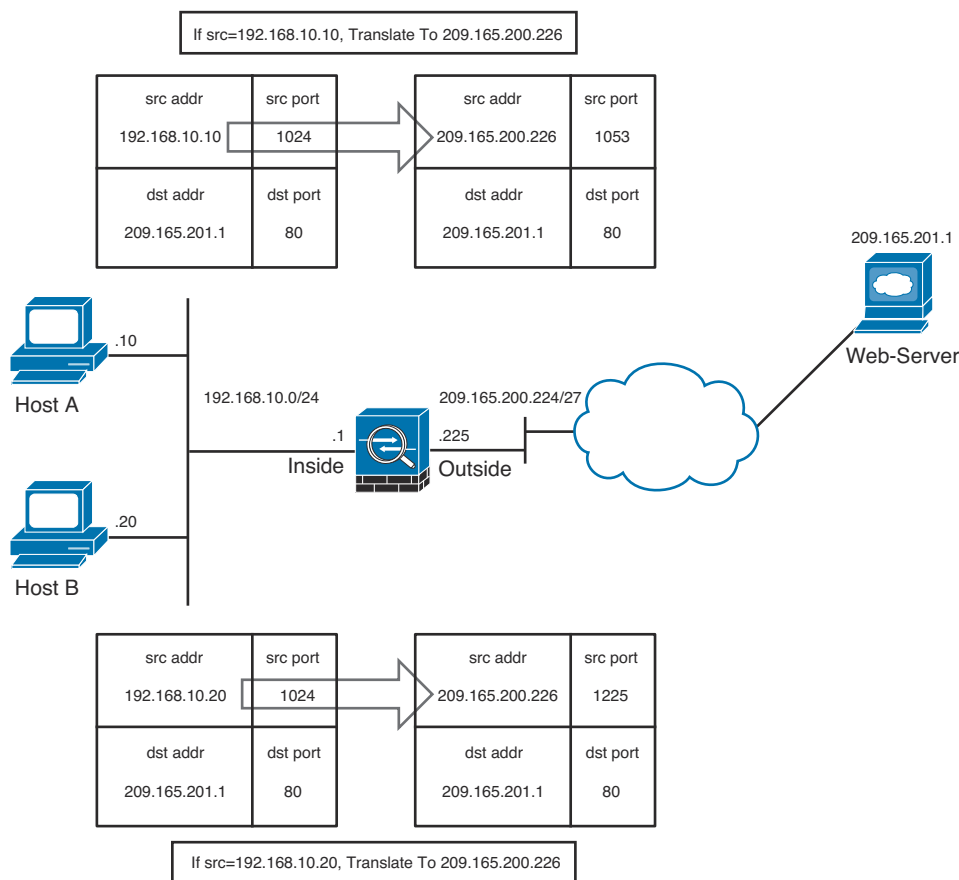 If src=192.168.10.10, Translate To 209.165.200.226
src addr src port src addr src port
192.168.10.10 1024 209.165.200.226 1053
dst addr dst port dst addr dst port
209.165.201.1 80 209.165.201.1 80
209.165.201.1
Web-Server
.10
Host A
192.168.10.0/24
209.165.200.224/27
.1
.225
Inside
Outside
.20
Host B
src addr src port src addr src port
192.168.10.20 1024 209.165.200.226 1225
dst addr dst port dst addr dst port
209.165.201.1 80 209.165.201.1 80
If src=192.168.10.20, Translate To 209.165.200.226